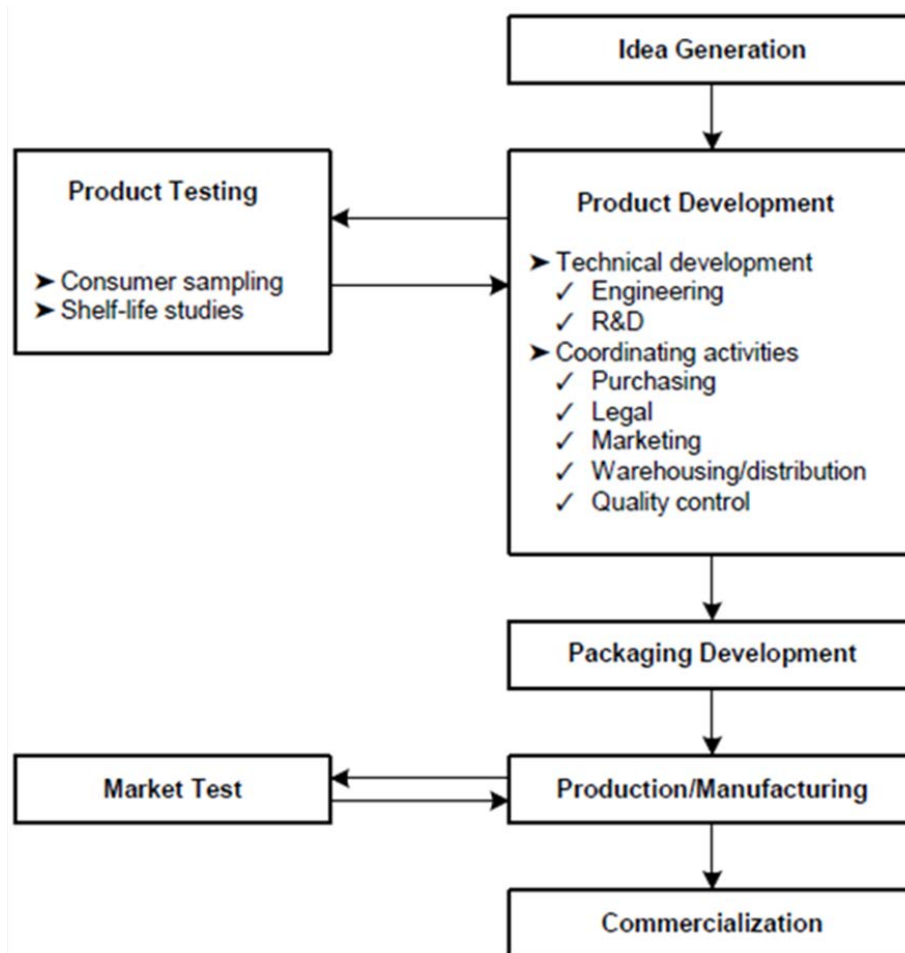 Idea Generation
Product Testing
➤ Consumer sampling
➤ Shelf-life studies
Product Development
➤ Technical development
✓ Engineering
✓ R&D
➤ Coordinating activities
✓ Purchasing
✓ Legal
✓ Marketing
✓ Warehousing/distribution
✓ Quality control
Packaging Development
Market Test
Production/Manufacturing
Commercialization